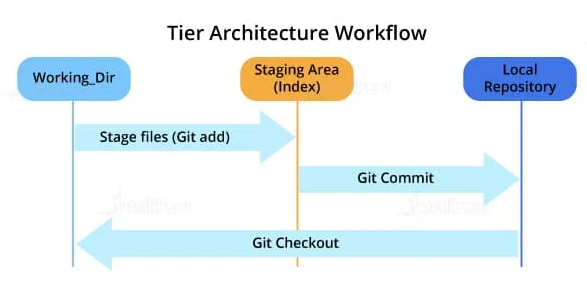 Tier Architecture Workflow
Working_Dir
Staging Area
(Index)
Local
Repository
Stage files (Git add)
Git Commit
Git Checkout